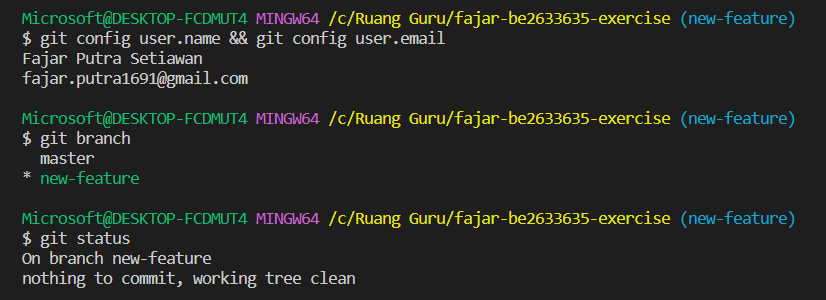 Microsoft@DESKTOP-FCDMUT4 MINGW64 /c/Ruang Guru/fajar-be2633635-exercise (new-feature)
$ git config user.name && git config user.email
Fajar Putra Setiawan
fajar.putra1691@gmail.com

Microsoft@DESKTOP-FCDMUT4 MINGW64 /c/Ruang Guru/fajar-be2633635-exercise (new-feature)
$ git branch
  master
* new-feature

Microsoft@DESKTOP-FCDMUT4 MINGW64 /c/Ruang Guru/fajar-be2633635-exercise (new-feature)
$ git status
On branch new-feature
nothing to commit, working tree clean